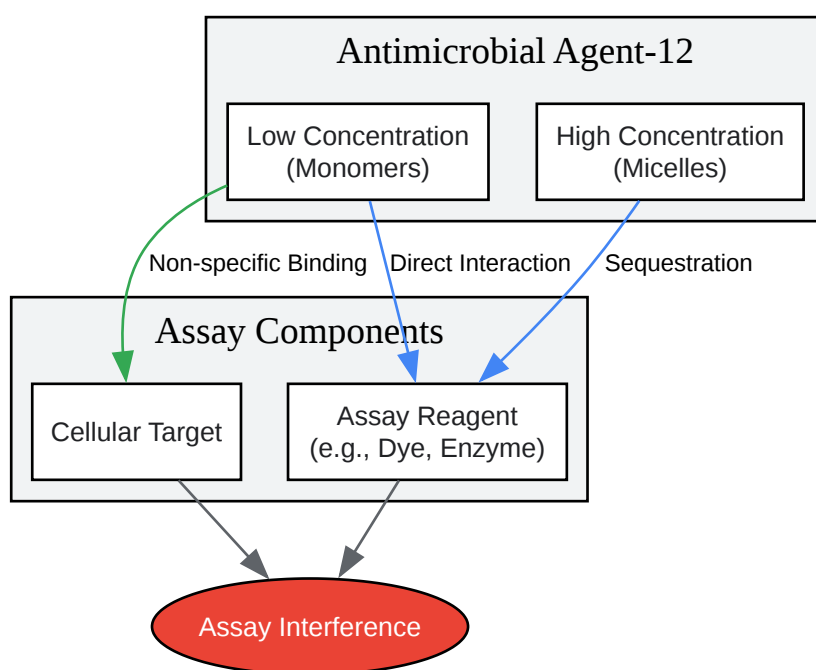 Antimicrobial Agent-12
Low Concentration
(Monomers)
High Concentration
(Micelles)
Non-specific Binding
Direct Interaction
Sequestration
Assay Components
Cellular Target
Assay Reagent
(e.g., Dye, Enzyme)
Assay Interference